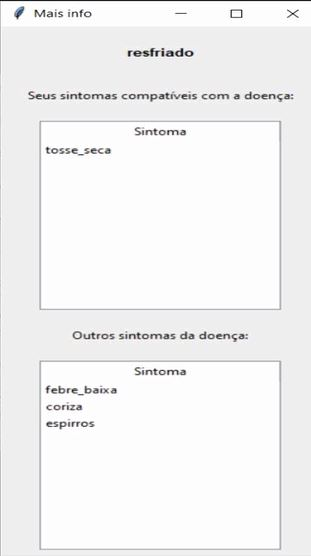 Mais info
resfriado
Seus sintomas compatíveis com a doença:
Sintoma
tosse_seca
Outros sintomas da doença:
Sintoma
febre_baixa
coriza
espirros